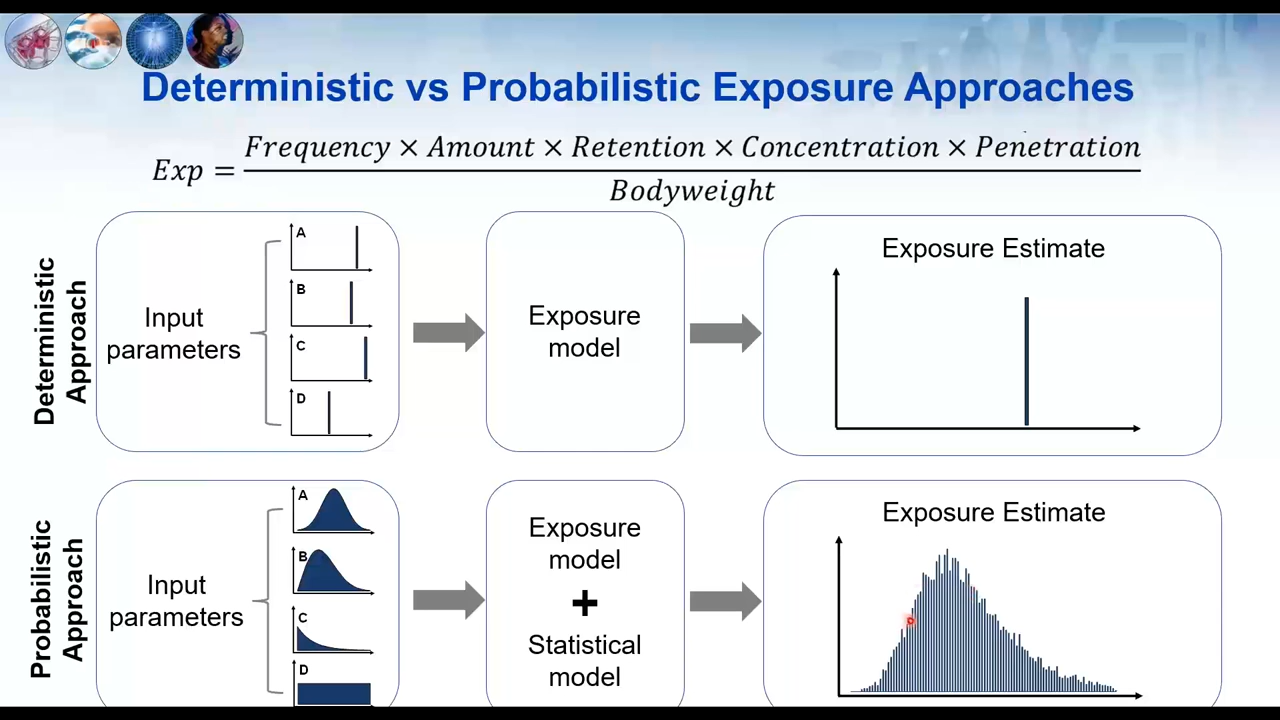 Deterministic vs Probabilistic Exposure Approaches
Exp = Frequency × Amount × Retention × Concentration × Penetration
Bodyweight
Deterministic
Approach
Input
parameters
A
B
C
D
Exposure
model
Exposure Estimate
Probabilistic
Approach
Input
parameters
A
B
C
D
Exposure
model
+
Statistical
model
Exposure Estimate